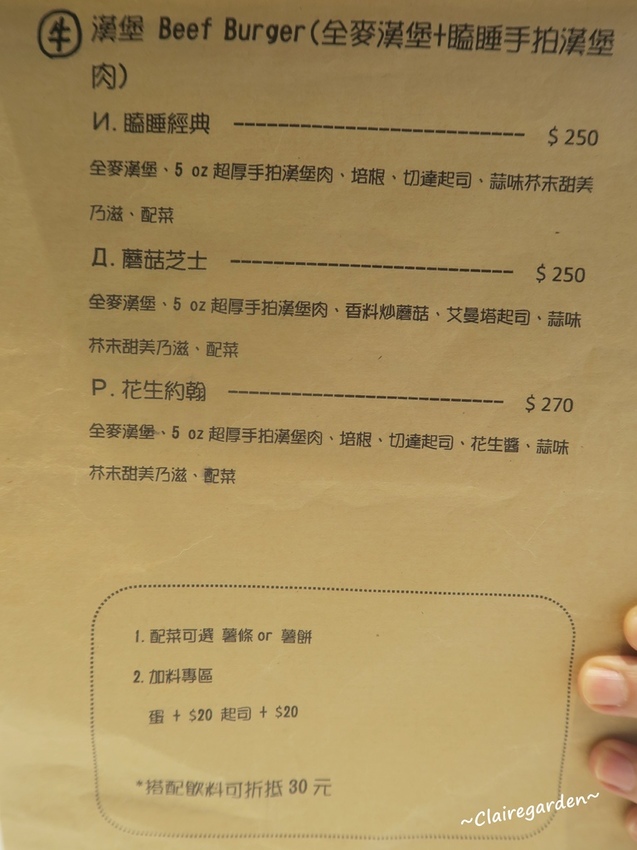 牛 漢堡 Beef Burger(全麥漢堡+瞌睡手拍漢堡
肉)
И. 瞌睡經典 ---------------------------- $ 250
全麥漢堡、5 oz 超厚手拍漢堡肉、培根、切達起司、蒜味芥末甜美
乃滋、配菜
Д. 蘑菇芝士 --------------------------- $ 250
全麥漢堡、5 oz 超厚手拍漢堡肉、香料炒蘑菇、艾曼塔起司、蒜味
芥末甜美乃滋、配菜
P. 花生約翰 --------------------------- $ 270
全麥漢堡、5 oz 超厚手拍漢堡肉、培根、切達起司、花生醬、蒜味
芥末甜美乃滋、配菜
1. 配菜可選 薯條 or 薯餅
2. 加料專區
蛋 + $20 起司 + $20
*搭配飲料可折抵 30 元
~Clairegarden~